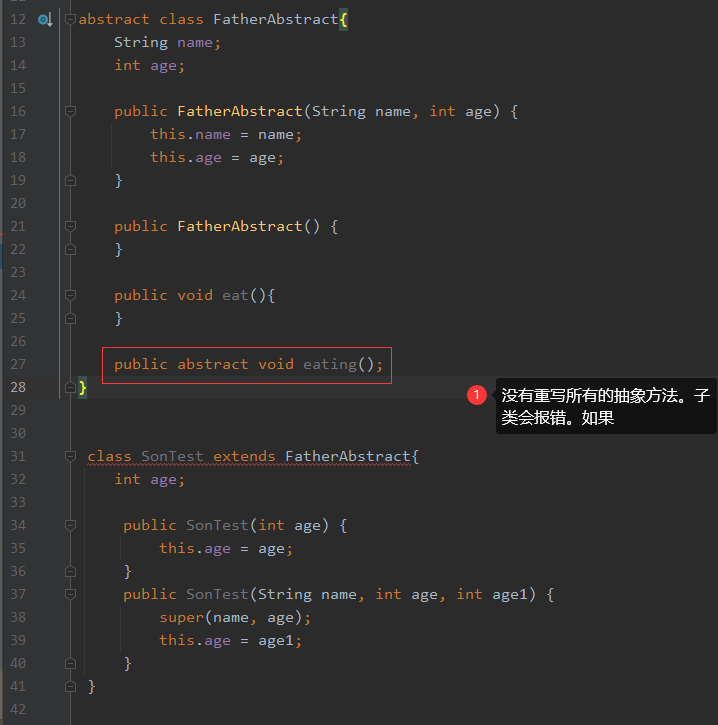 12 abstract class FatherAbstract{
13 String name;
14 int age;
15
16 public FatherAbstract(String name, int age) {
17 this.name = name;
18 this.age = age;
19 }
20
21 public FatherAbstract() {
22 }
23
24 public void eat(){
25 }
26
27 public abstract void eating();
28 }
1 没有重写所有的抽象方法。子
类会报错。如果
29
30
31 class SonTest extends FatherAbstract{
32 int age;
33
34 public SonTest(int age) {
35 this.age = age;
36 }
37 public SonTest(String name, int age, int age1) {
38 super(name, age);
39 this.age = age1;
40 }
41 }
42